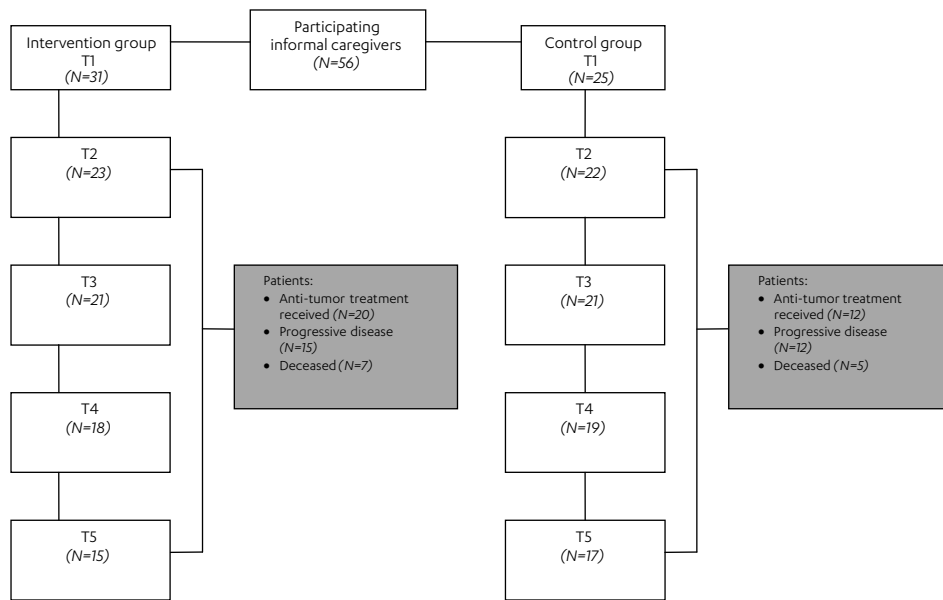 Participating
informal caregivers
(N=56)
Intervention group
T1
(N=31)
Control group
T1
(N=25)
T2
(N=23)
T3
(N=21)
T4
(N=18)
T5
(N=15)
Patients:
• Anti-tumor treatment
received (N=20)
• Progressive disease
(N=15)
• Deceased (N=7)
T2
(N=22)
T3
(N=21)
T4
(N=19)
T5
(N=17)
Patients:
• Anti-tumor treatment
received (N=12)
• Progressive disease
(N=12)
• Deceased (N=5)